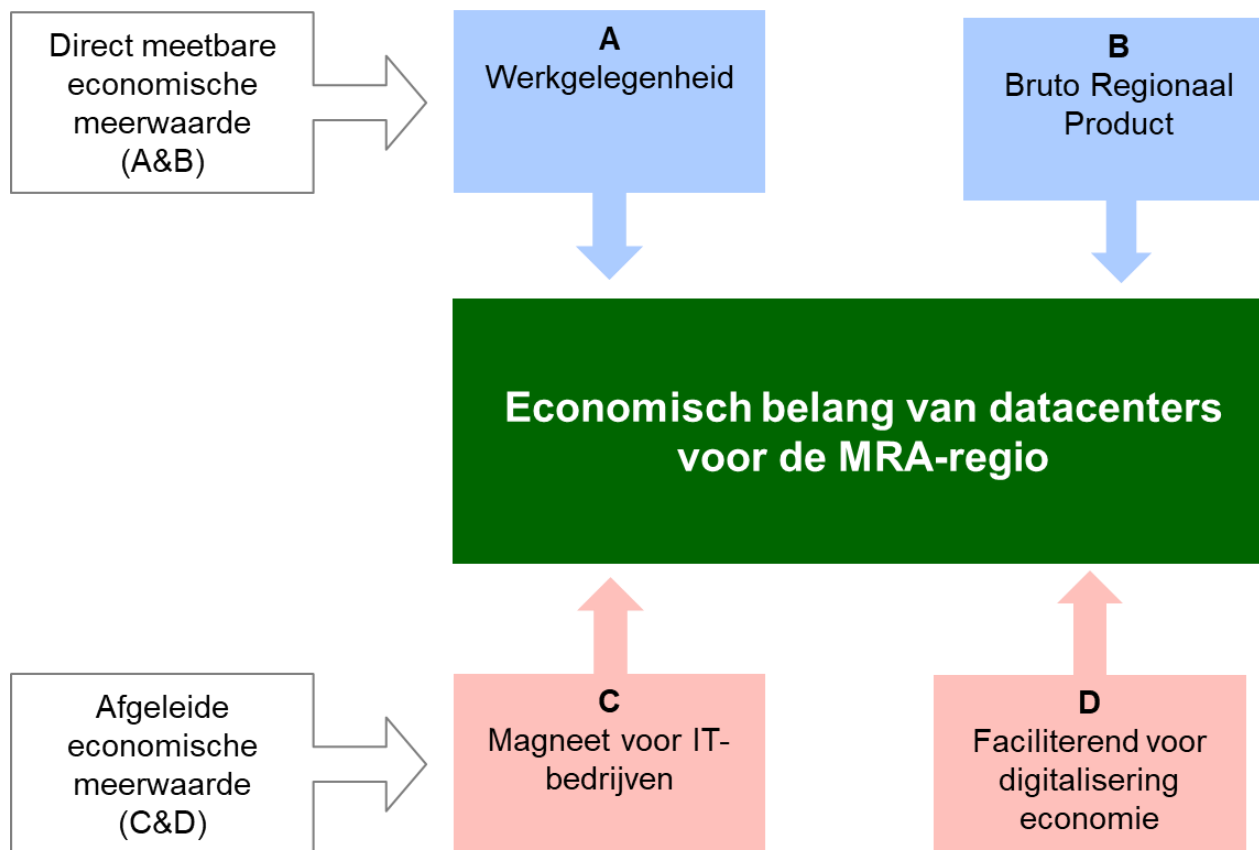 Direct meetbare
economische
meerwaarde
(A&B)
A
Werkgelegenheid
B
Bruto Regionaal
Product
Economisch belang van datacenters
voor de MRA-regio
Afgeleide
economische
meerwaarde
(C&D)
C
Magneet voor IT-
bedrijven
D
Faciliterend voor
digitalisering
economie